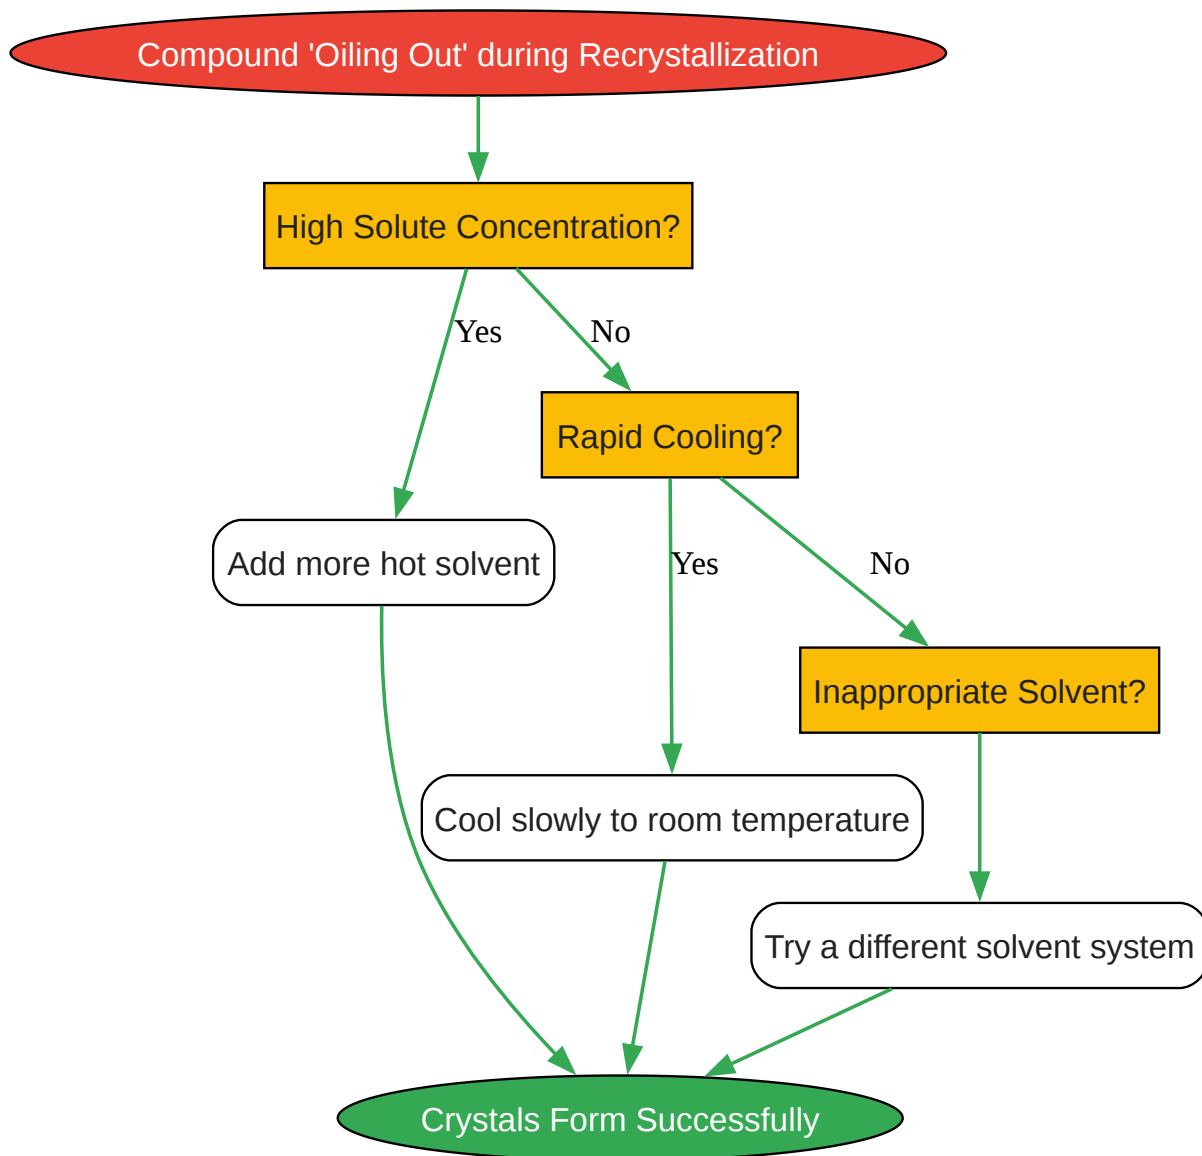 Compound 'Oiling Out' during Recrystallization
High Solute Concentration?
Yes
No
Rapid Cooling?
Add more hot solvent
Yes
No
Inappropriate Solvent?
Cool slowly to room temperature
Try a different solvent system
Crystals Form Successfully